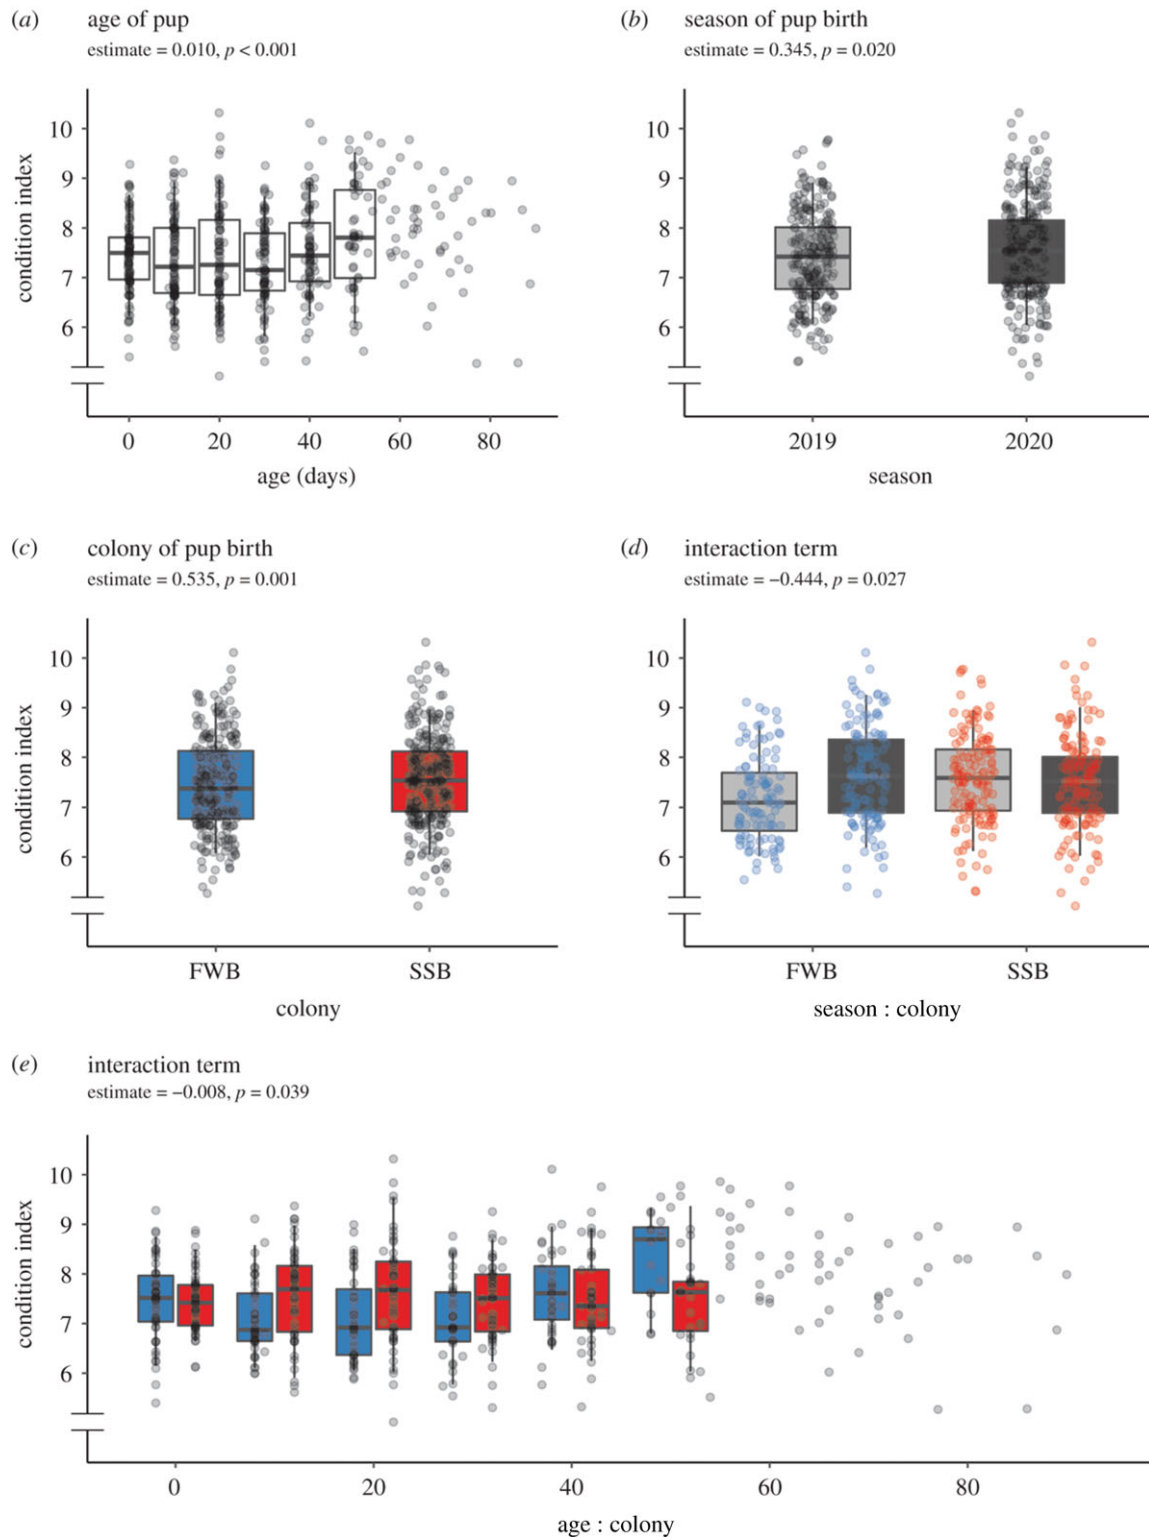 (a) age of pup
estimate = 0.010, p < 0.001
condition index
10
9
8
7
6
0 20 40 60 80
age (days)
(b) season of pup birth
estimate = 0.345, p = 0.020
10
9
8
7
6
2019 2020
season
(c) colony of pup birth
estimate = 0.535, p = 0.001
condition index
10
9
8
7
6
FWB SSB
colony
(d) interaction term
estimate = −0.444, p = 0.027
10
9
8
7
6
FWB SSB
season : colony
(e) interaction term
estimate = −0.008, p = 0.039
condition index
10
9
8
7
6
0 20 40 60 80
age : colony